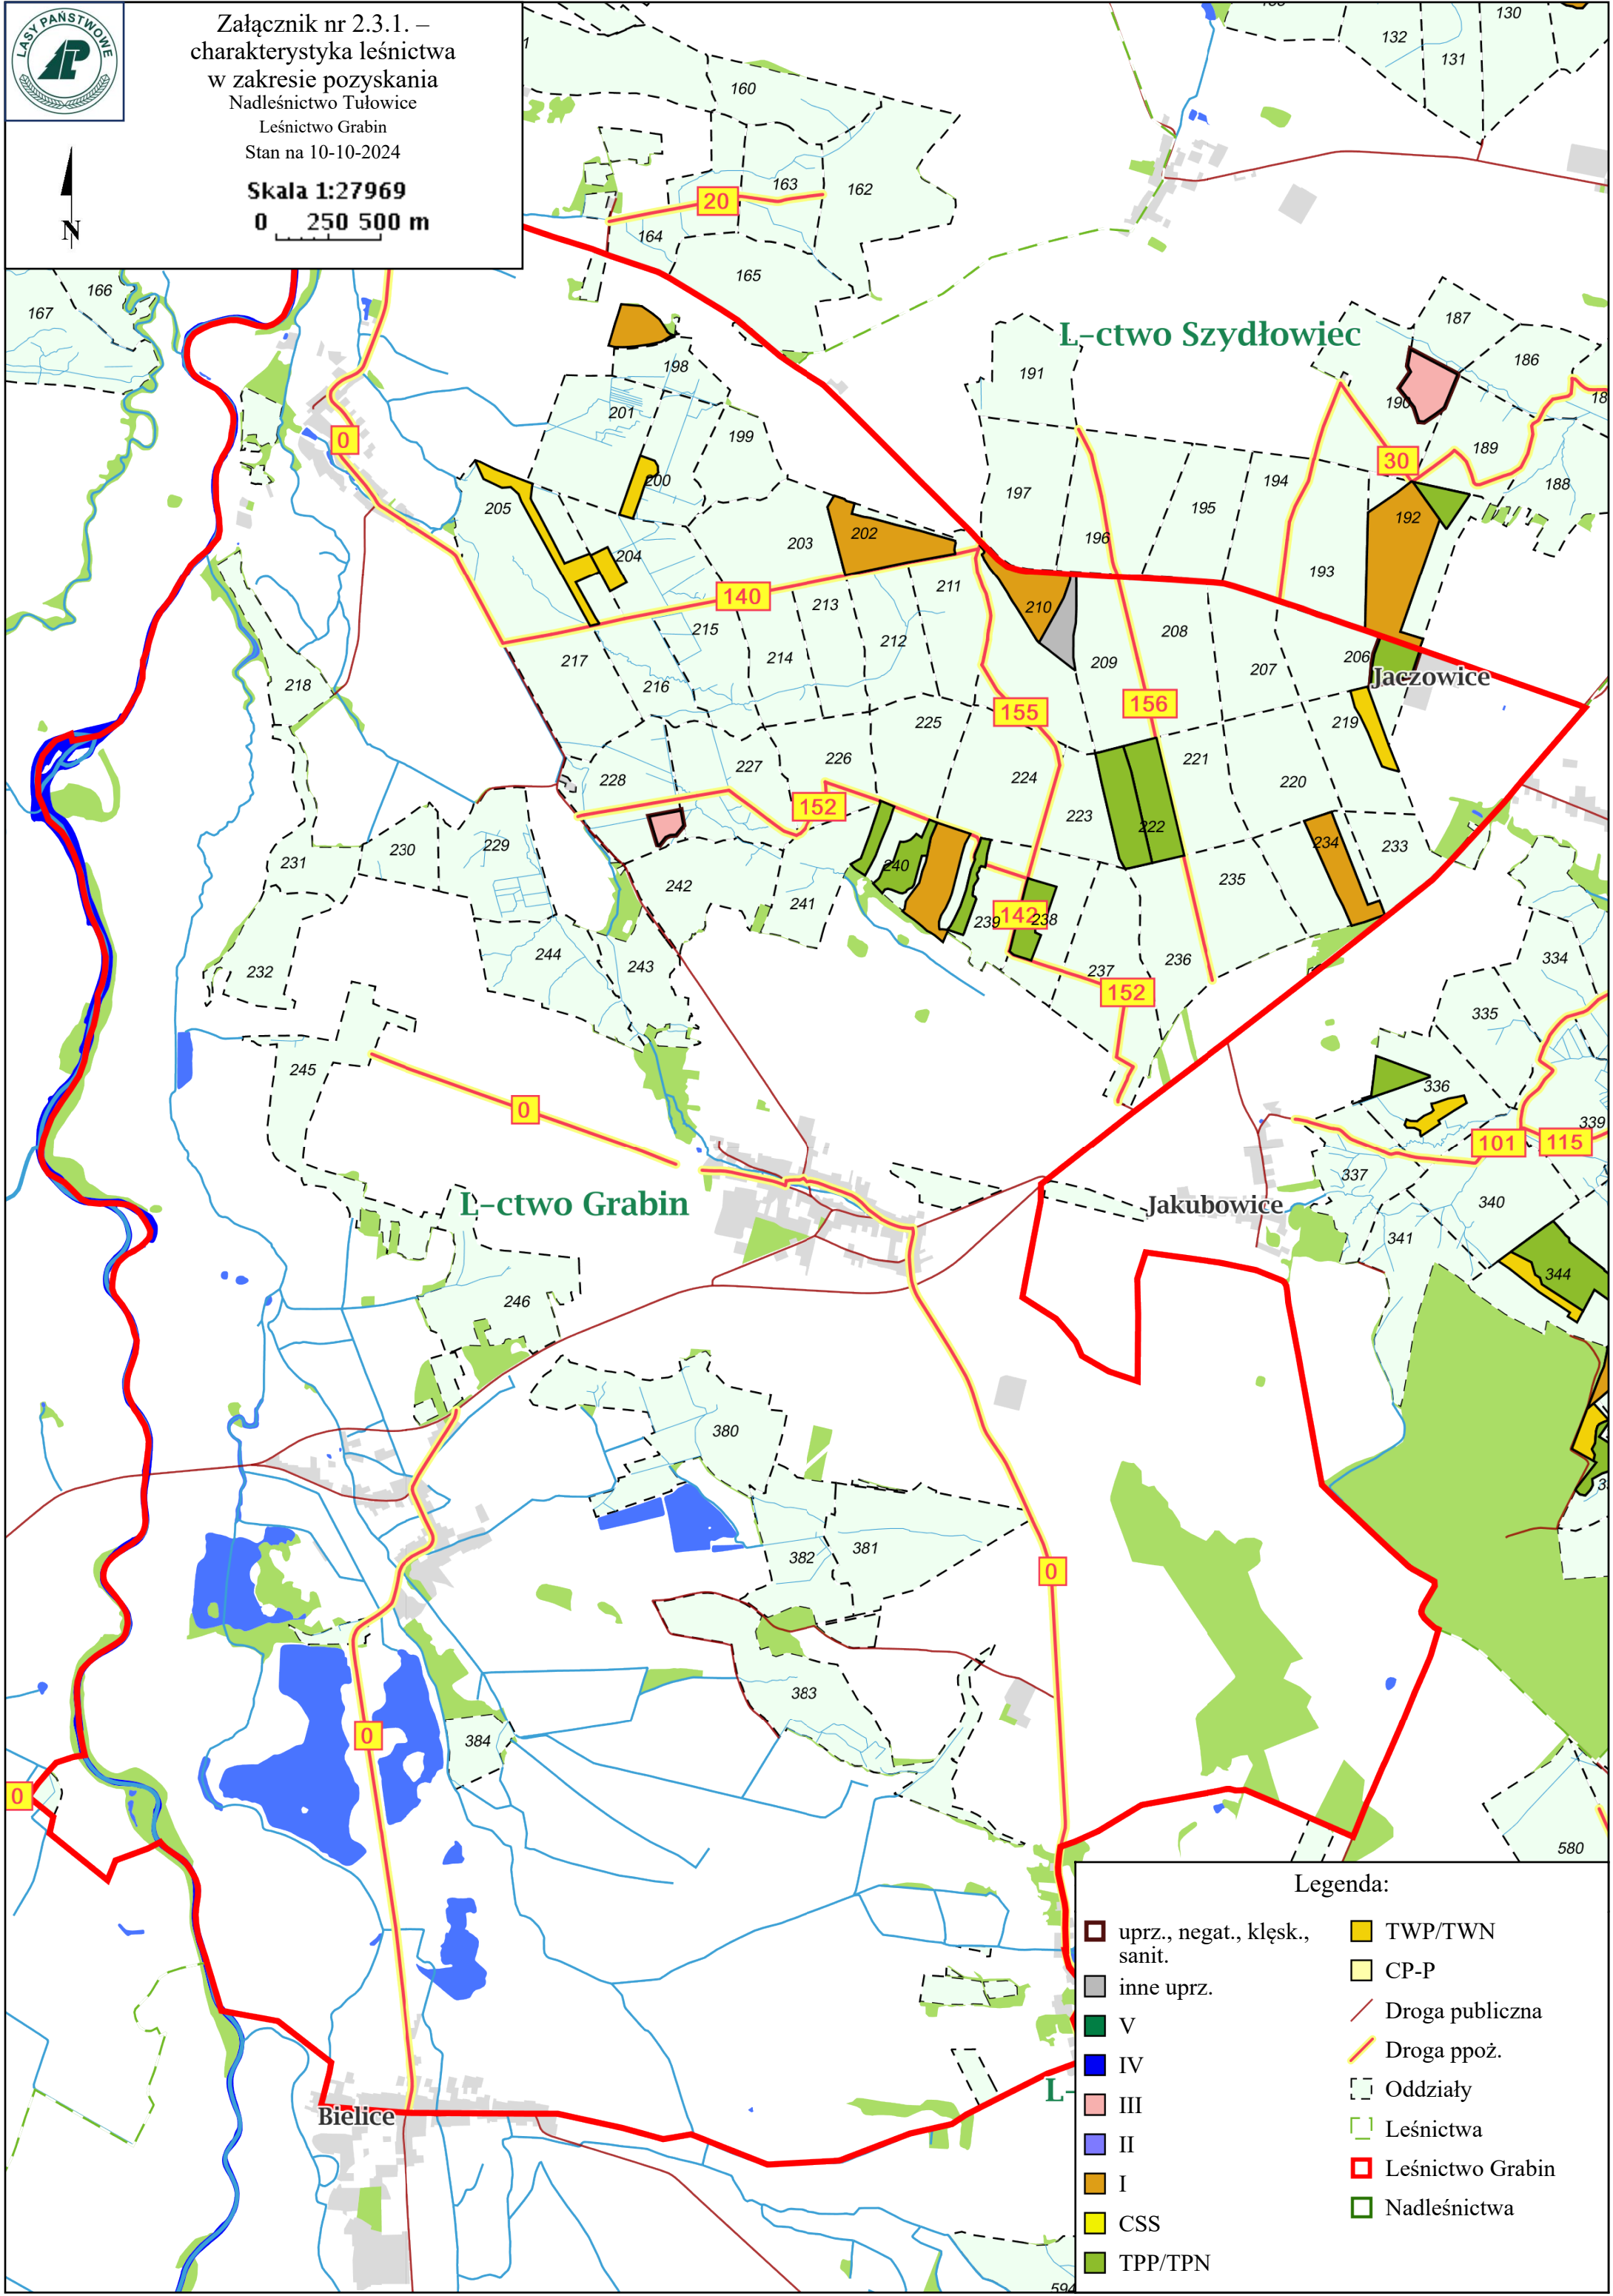 LASY PAŃSTWOWE
Załącznik nr 2.3.1. –
charakterystyka leśnictwa
w zakresie pozyskania
Nadleśnictwo Tułowice
Leśnictwo Grabin
Stan na 10-10-2024
Skala 1:27969
0 250 500 m
N
130
132
131
160
163
162
20
164
165
166
167
L-ctwo Szydłowiec
187
186
191
198
190
201
199
189
0
30
200
194
188
197
205
195
192
202
196
203
204
193
211
140
213
210
215
208
212
214
209
217
207
206
Jaczowice
216
218
155
156
219
225
226
221
227
224
228
220
152
223
222
229
234
233
230
231
240
242
235
241
142
238
239
244
334
236
243
232
237
152
335
245
336
0
339
101
115
337
L-ctwo Grabin
Jakubowice
340
341
344
246
380
381
382
0
383
0
384
0
580
Bielice
L-
594
Legenda:
uprz., negat., klęsk.,
sanit.
inne uprz.
V
IV
III
II
I
CSS
TPP/TPN
TWP/TWN
CP-P
Droga publiczna
Droga ppoż.
Oddziały
Leśnictwa
Leśnictwo Grabin
Nadleśnictwa